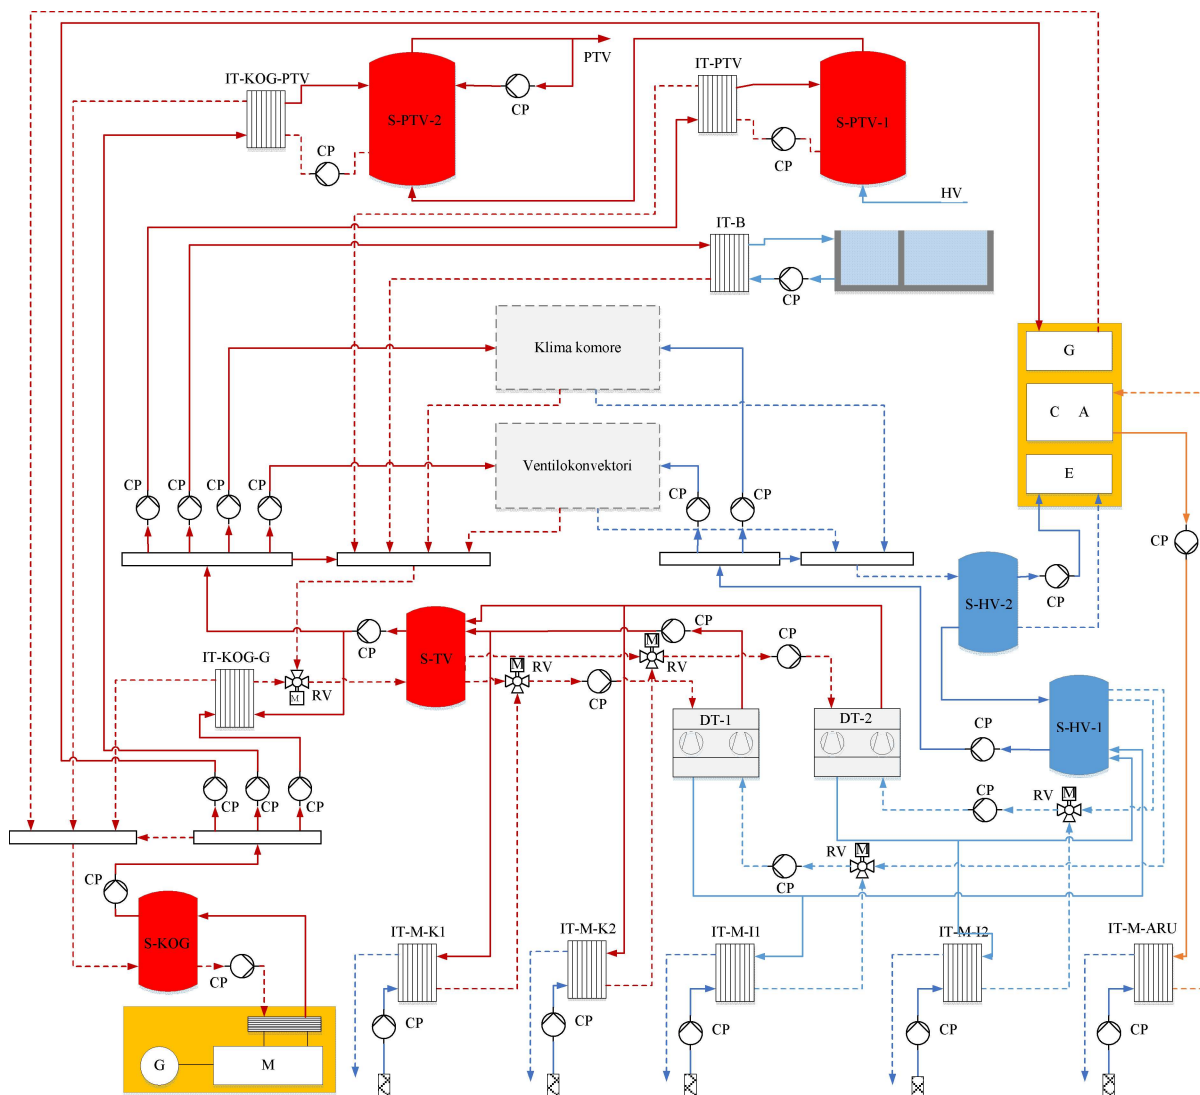 PTV
IT-KOG-PTV
IT-PTV
CP
S-PTV-2
S-PTV-1
CP
CP
HV
IT-B
CP
Klima komore
G
C A
Ventilokonvektori
E
CP
CP
CP
CP
CP
CP
CP
CP
S-HV-2
CP
CP
CP
S-TV
M
IT-KOG-G
M
RV
RV
RV
M
CP
CP
DT-1
DT-2
S-HV-1
CP
CP
CP
CP
RV
M
CP
RV
M
CP
CP
S-KOG
CP
IT-M-K1
IT-M-K2
IT-M-I1
IT-M-I2
IT-M-ARU
CP
CP
CP
CP
CP
G
M